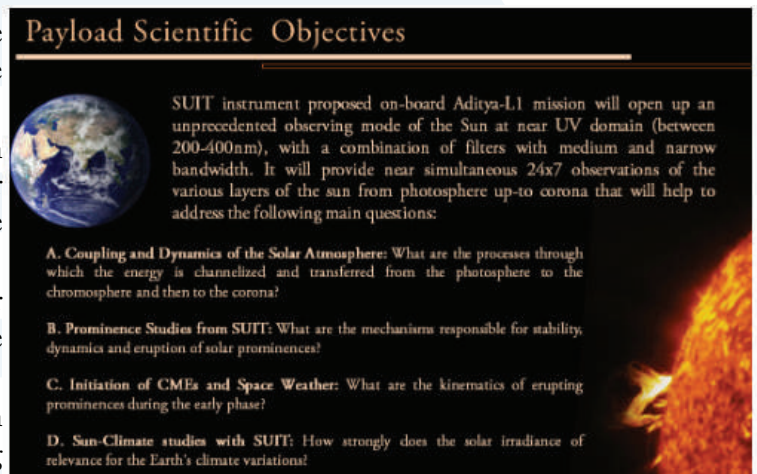 Payload Scientific Objectives
SUIT instrument proposed on-board Aditya-L1 mission will open up an
unprecedented observing mode of the Sun at near UV domain (between
200-400nm), with a combination of filters with medium and narrow
bandwidth. It will provide near simultaneous 24x7 observations of the
various layers of the sun from photosphere up-to corona that will help to
address the following main questions:
A. Coupling and Dynamics of the Solar Atmosphere: What are the processes through
which the energy is channelized and transferred from the photosphere to the
chromosphere and then to the corona?
B. Prominence Studies from SUIT: What are the mechanisms responsible for stability,
dynamics and eruption of solar prominences?
C. Initiation of CMEs and Space Weather: What are the kinematics of erupting
prominences during the early phase?
D. Sun-Climate studies with SUIT: How strongly does the solar irradiance of
relevance for the Earth's climate variations?